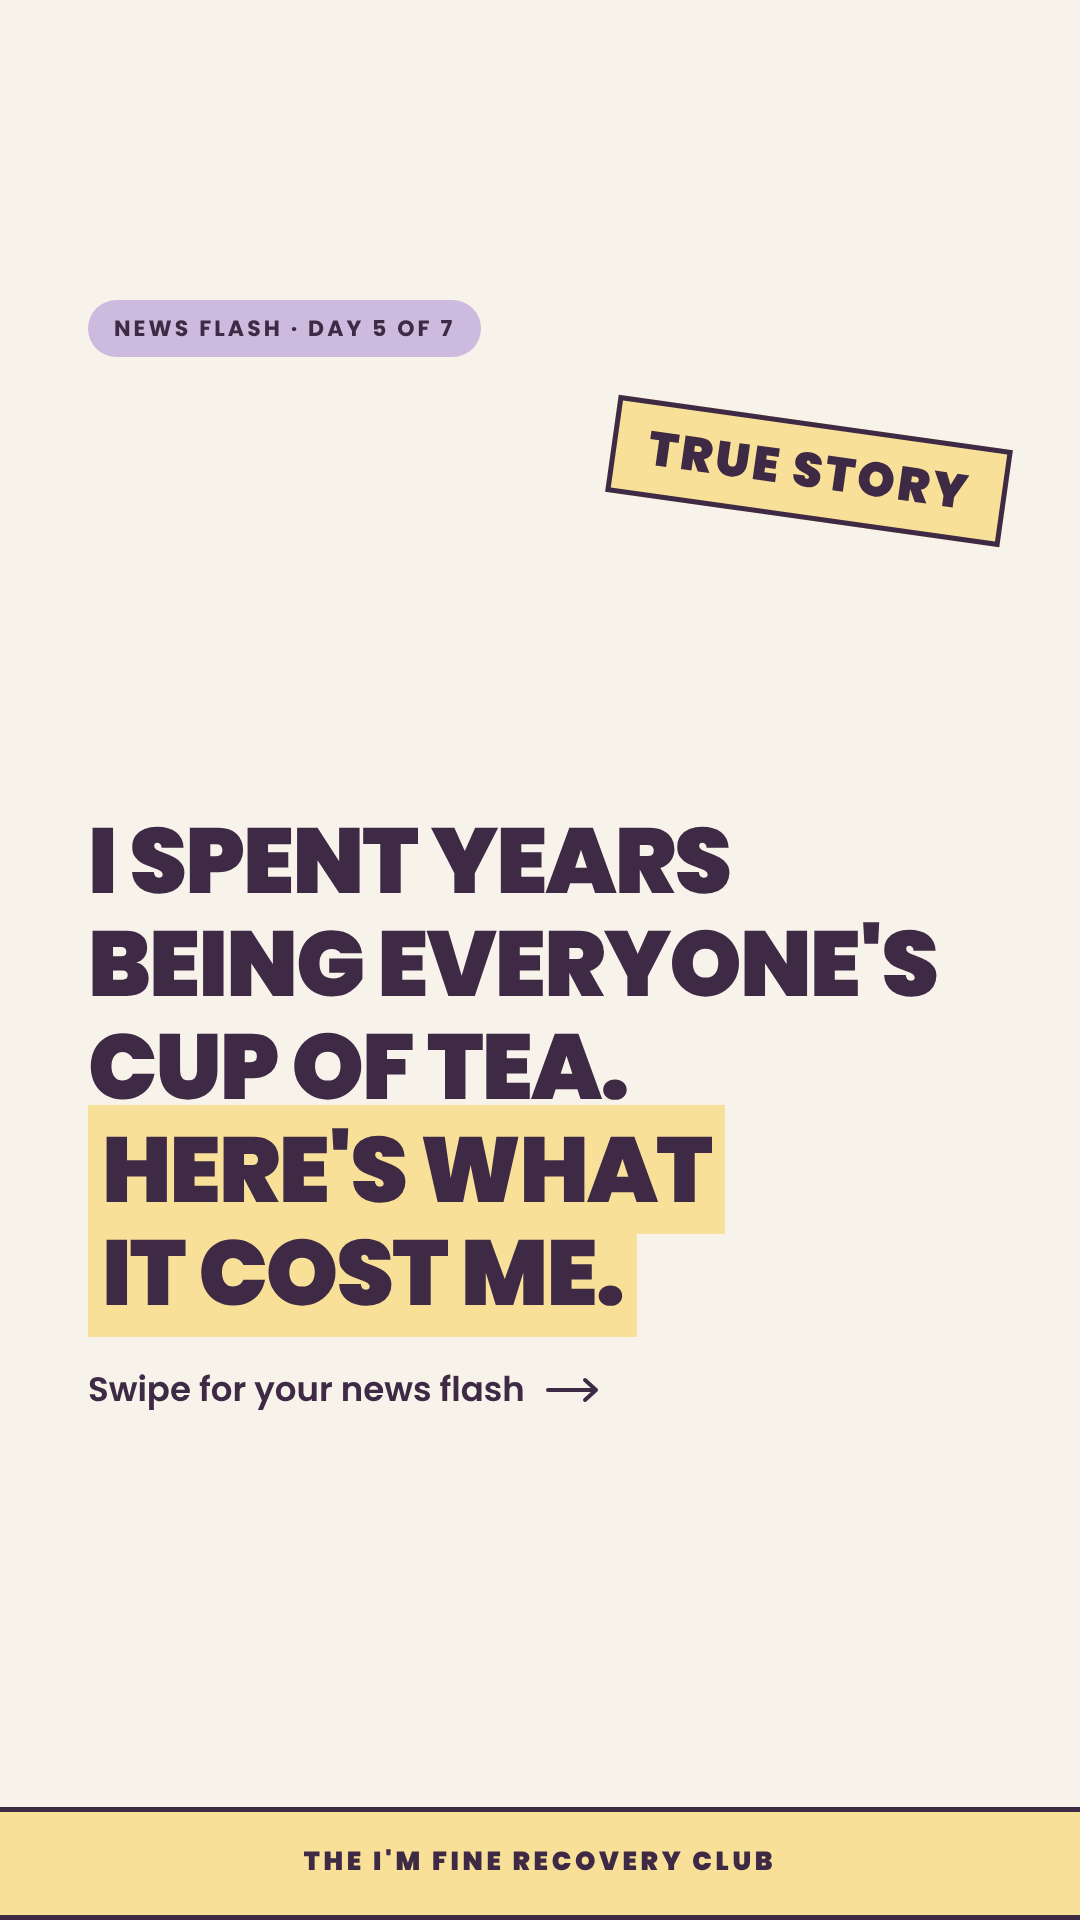 NEWS FLASH · DAY 5 OF 7
TRUE STORY
I SPENT YEARS
BEING EVERYONE'S
CUP OF TEA.
HERE'S WHAT
IT COST ME.
Swipe for your news flash →
THE I'M FINE RECOVERY CLUB